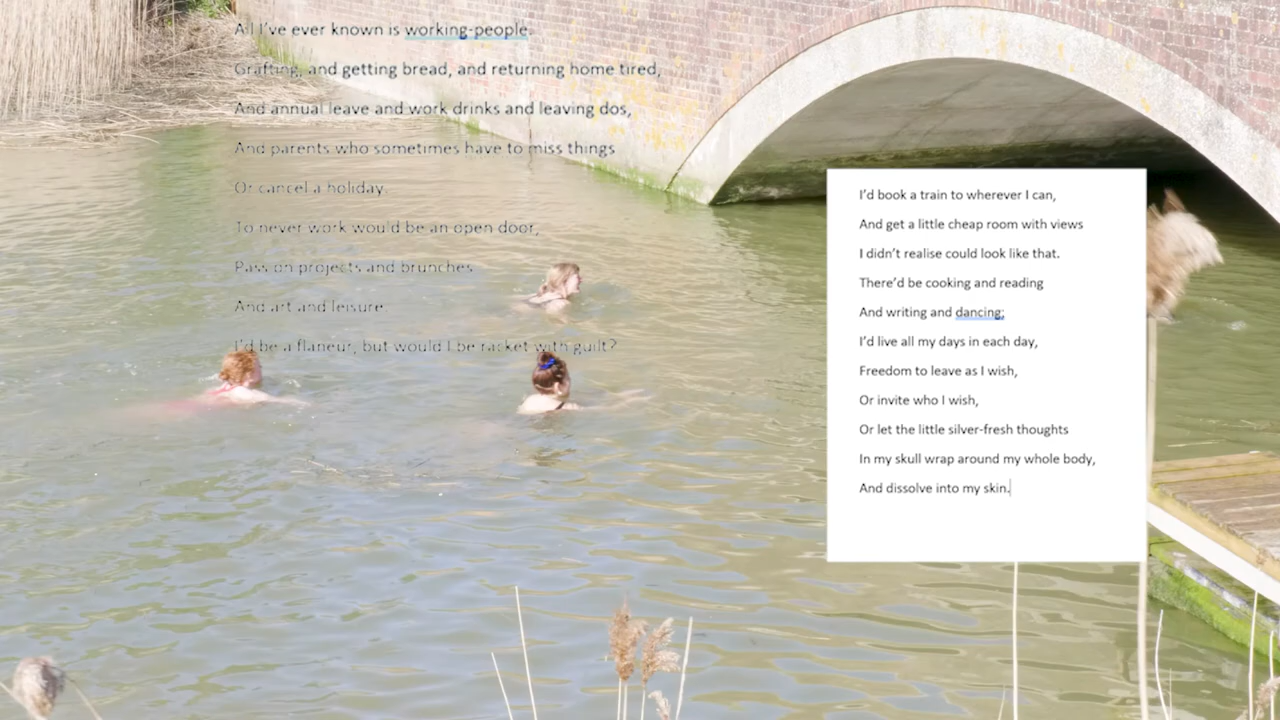 All I've ever known is working-people.
Grafting, and getting bread, and returning home tired,
And annual leave and work drinks and leaving dos,
And parents who sometimes have to miss things
Or cancel a holiday.
To never work would be an open door,
Pass on projects and brunches
And art and leisure
I'd be a flaneur, but would I be racket with guilt?
I'd book a train to wherever I can,
And get a little cheap room with views
I didn't realise could look like that.
There'd be cooking and reading
And writing and dancing;
I'd live all my days in each day,
Freedom to leave as I wish,
Or invite who I wish,
Or let the little silver-fresh thoughts
In my skull wrap around my whole body,
And dissolve into my skin.